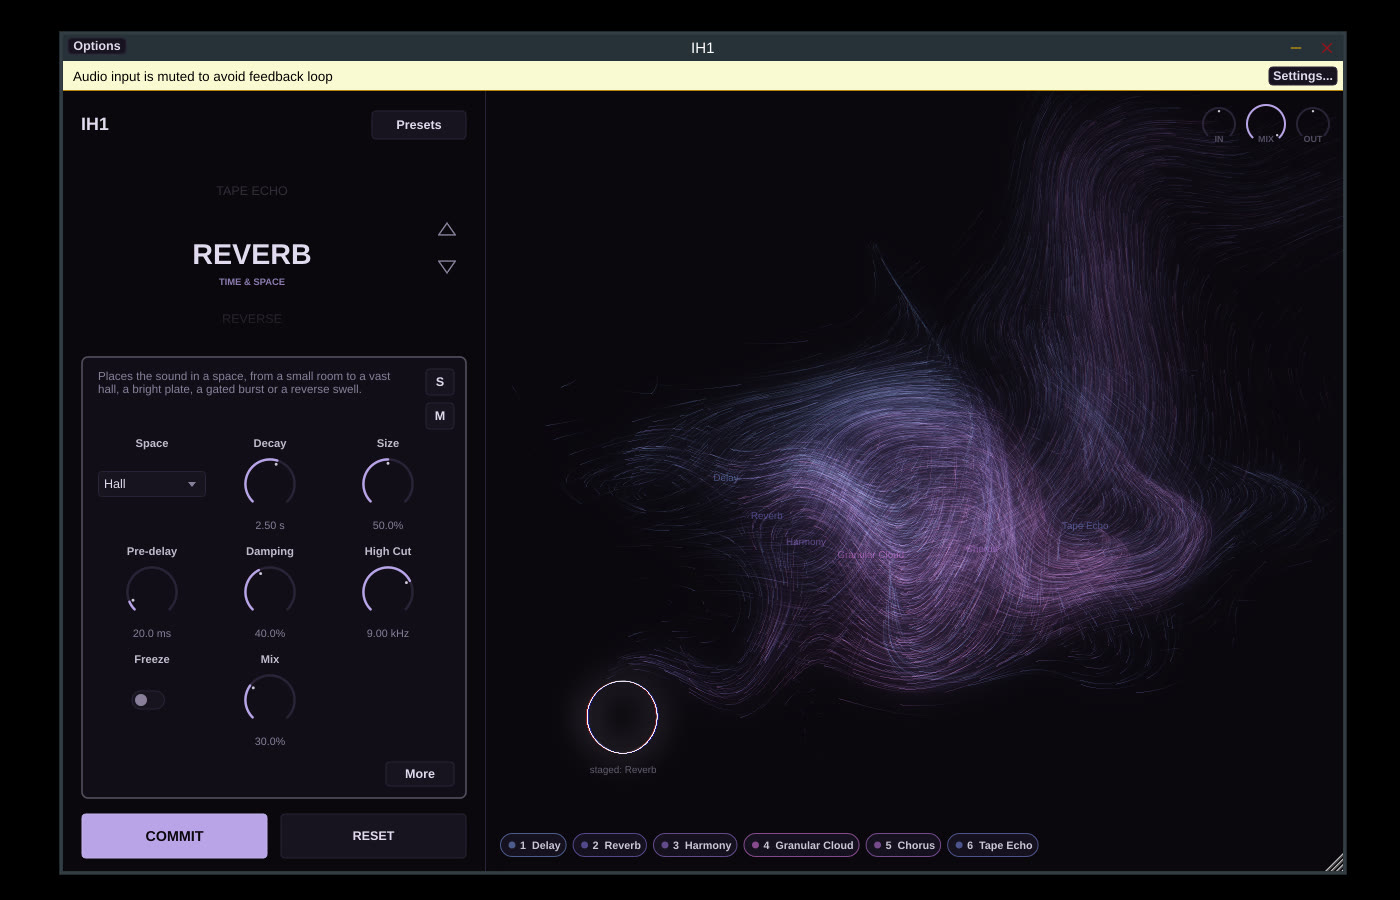 Options
IH1
Audio input is muted to avoid feedback loop
Settings...
IH1
Presets
IN
MIX
OUT
TAPE ECHO
REVERB
TIME & SPACE
REVERSE
Places the sound in a space, from a small room to a vast
hall, a bright plate, a gated burst or a reverse swell.
S
M
Space
Decay
Size
Hall
2.50 s
50.0%
Pre-delay
Damping
High Cut
20.0 ms
40.0%
9.00 kHz
Freeze
Mix
30.0%
More
COMMIT
RESET
Delay
Reverb
Harmony
Granular Cloud
Chorus
Tape Echo
staged: Reverb
1 Delay
2 Reverb
3 Harmony
4 Granular Cloud
5 Chorus
6 Tape Echo